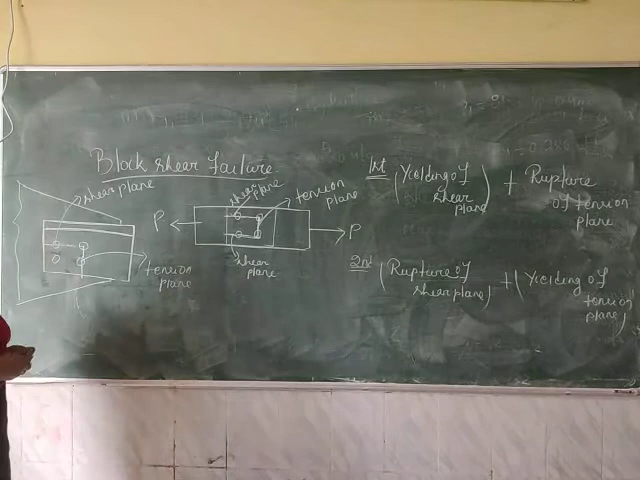 Block shear failure
shear plane
tension
plane
P
shear
plane
tension
plane
shear
plane
P
1st (Yielding of
shear
plane) + Rupture
of tension
plane
2nd (Rupture of
shear plane) + (Yielding of
tension
plane)